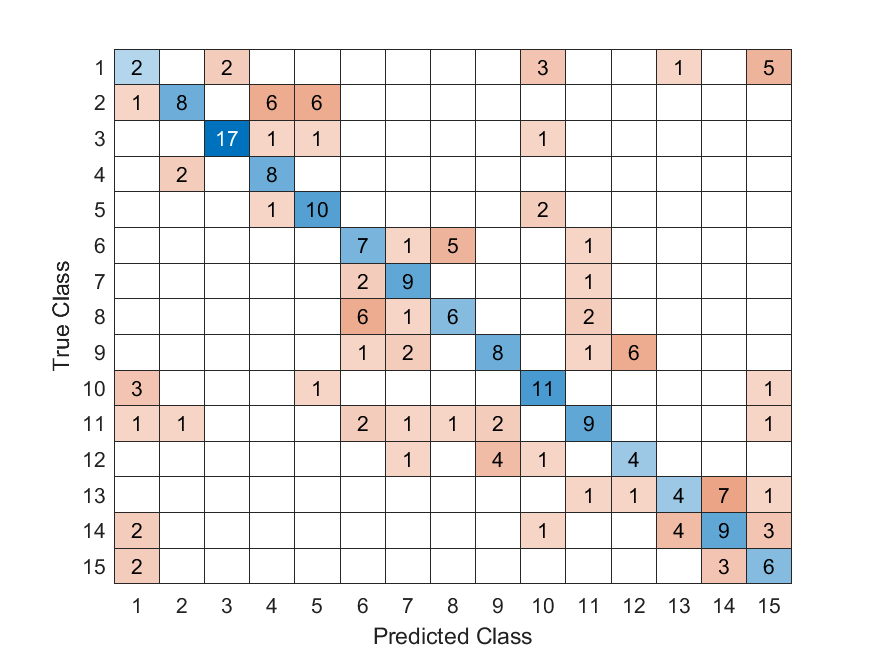 1 2 2 3 1 5
2 1 8 6 6
3 17 1 1 1
4 2 8
5 1 10 2
6 7 1 5 1
7 2 9 1
8 6 1 6 2
9 1 2 8 1 6
10 3 1 11 1
11 1 1 2 1 1 2 9 1
12 1 4 1 4
13 1 1 4 7 1
14 2 1 4 9 3
15 2 3 6
True Class
1 2 3 4 5 6 7 8 9 10 11 12 13 14 15
Predicted Class